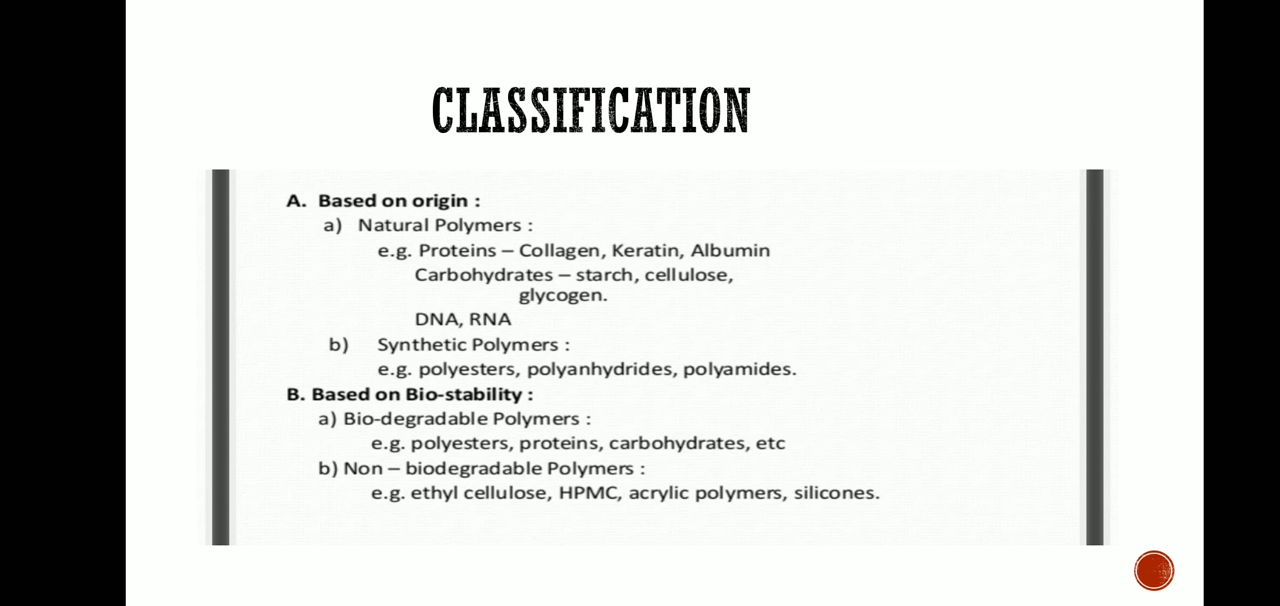 CLASSIFICATION
A. Based on origin :
a) Natural Polymers :
e.g. Proteins – Collagen, Keratin, Albumin
Carbohydrates – starch, cellulose,
glycogen.
DNA, RNA
b) Synthetic Polymers :
e.g. polyesters, polyanhydrides, polyamides.
B. Based on Bio-stability :
a) Bio-degradable Polymers :
e.g. polyesters, proteins, carbohydrates, etc
b) Non – biodegradable Polymers :
e.g. ethyl cellulose, HPMC, acrylic polymers, silicones.